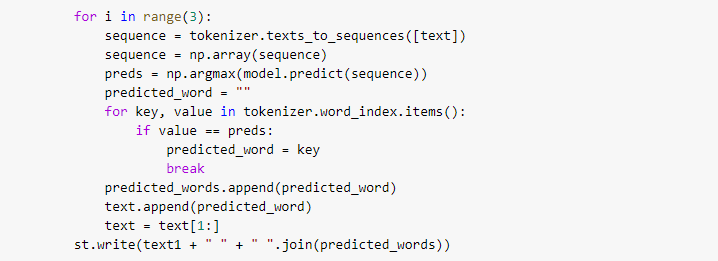 for i in range(3):
    sequence = tokenizer.texts_to_sequences([text])
    sequence = np.array(sequence)
    preds = np.argmax(model.predict(sequence))
    predicted_word = ""
    for key, value in tokenizer.word_index.items():
        if value == preds:
            predicted_word = key
            break
    predicted_words.append(predicted_word)
    text.append(predicted_word)
    text = text[1:]
st.write(text1 + " " + " ".join(predicted_words))